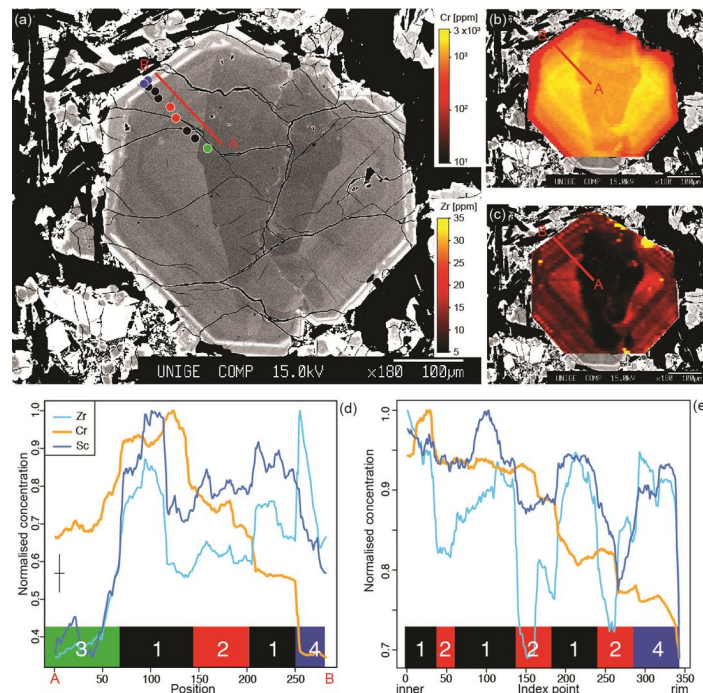 (a)
Cr [ppm]
3 x10³
10³
10²
10¹
Zr [ppm]
35
30
25
20
15
10
5
B
A
UNIGE COMP 15.0kV ×180 100µm
(b)
B
A
UNIGE COMP 15.0kV ×180 100µm
(c)
B
A
UNIGE COMP 15.0kV ×180 100µm
(d)
Zr
Cr
Sc
Normalised concentration
1.0
0.9
0.8
0.7
0.6
0.5
0.4
3 1 2 1 4
0 50 100 150 200 250
A Position B
(e)
Normalised concentration
1.0
0.9
0.8
0.7
1 2 1 2 1 2 4
0 50 100 150 200 250 300 350
inner Index point rim